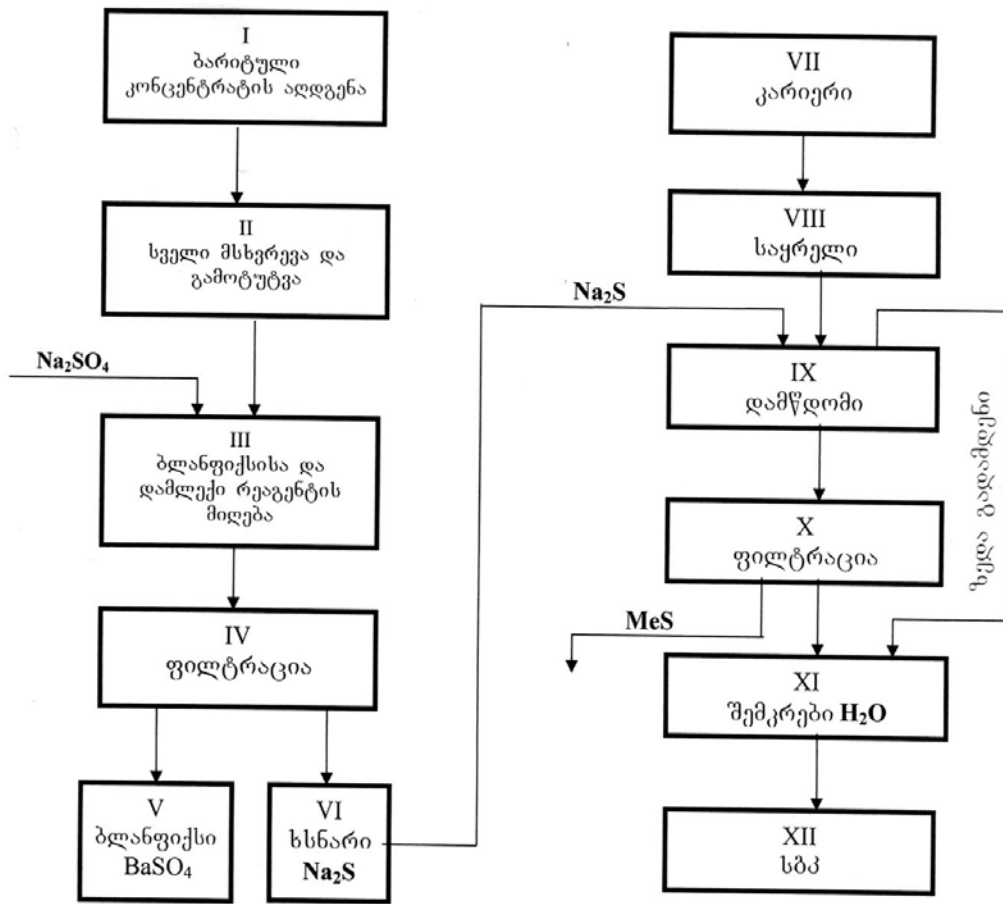 I
ბარიტული
კონცენტრატის აღდგენა
II
სველი მსხვრევა და
გამოტუტვა
Na₂SO₄
III
ბლანფიქსისა და
დამლექი რეაგენტის
მიღება
IV
ფილტრაცია
V
ბლანფიქსი
BaSO₄
VI
ხსნარი
Na₂S
VII
კარიერი
VIII
საყრელი
Na₂S
IX
დამწდომი
X
ფილტრაცია
MeS
ზედა გადამდენი
XI
შემკრები H₂O
XII
სბკ